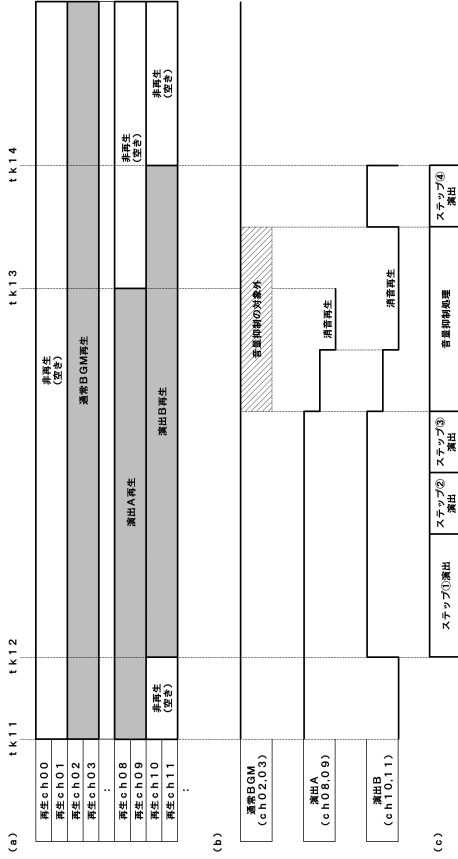 (a)
tk11
tk12
tk13
tk14
再生ch00
再生ch01
再生ch02
再生ch03
:
再生ch08
再生ch09
再生ch10
再生ch11
:
非再生
(空き)
通常BGM再生
演出A再生
非再生
(空き)
非再生
(空き)
演出B再生
非再生
(空き)
(b)
通常BGM
(ch02,03)
音量抑制の対象外
演出A
(ch08,09)
消音再生
演出B
(ch10,11)
消音再生
(c)
ステップ①演出
ステップ②
演出
ステップ③
演出
音量抑制処理
ステップ④
演出